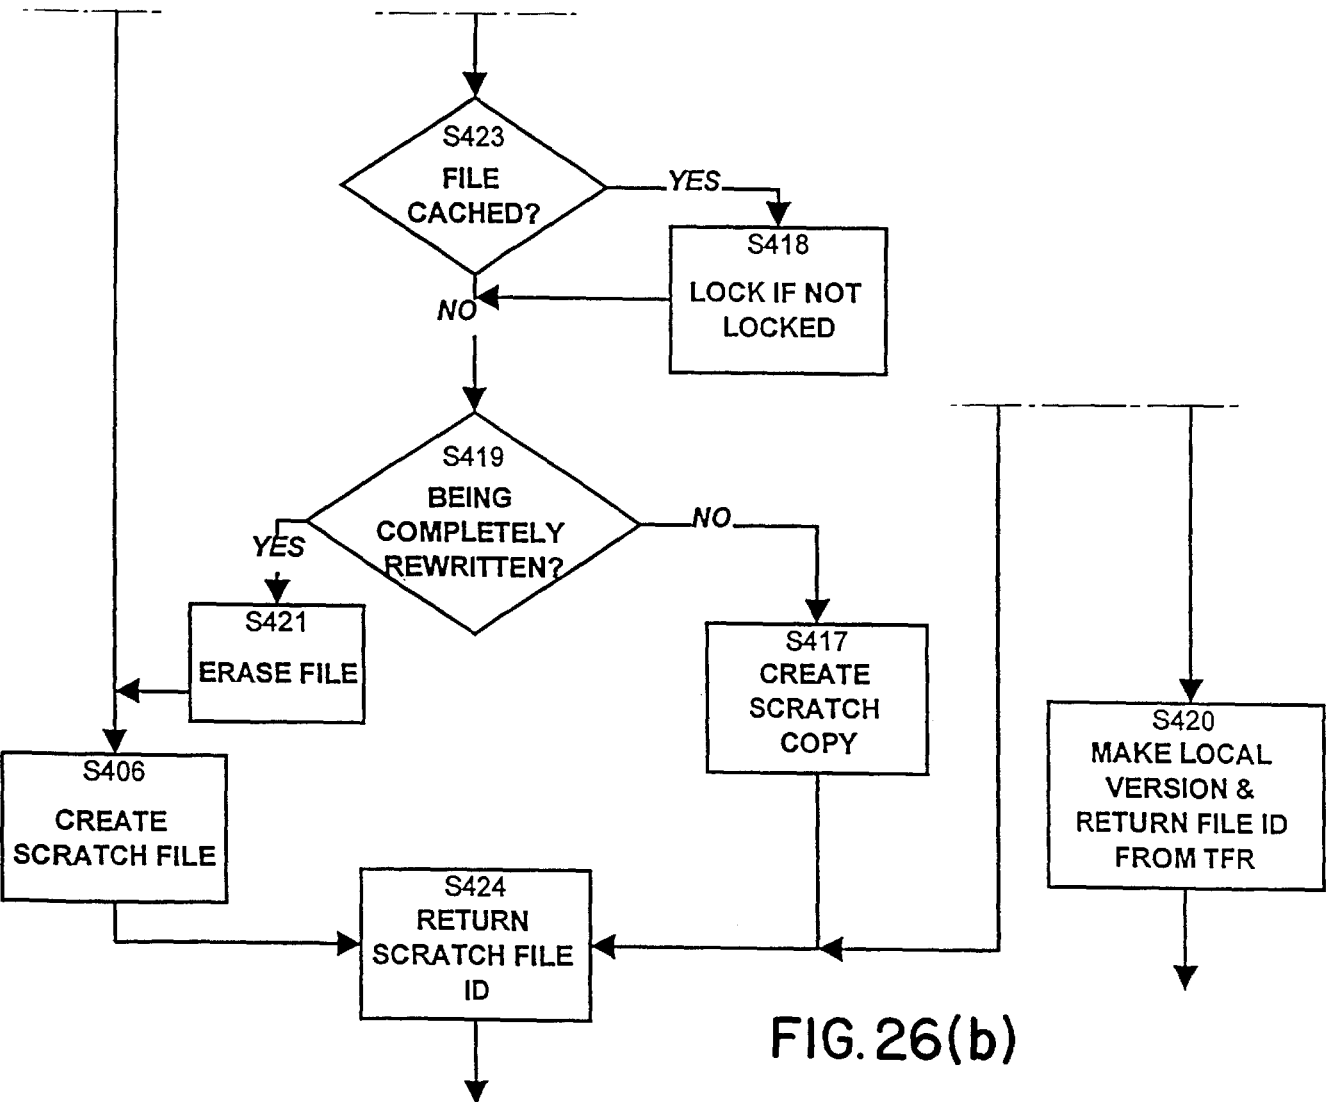 S423
FILE
CACHED?
YES
S418
LOCK IF NOT
LOCKED
NO
S419
BEING
COMPLETELY
REWRITTEN?
YES
NO
S421
ERASE FILE
S417
CREATE
SCRATCH
COPY
S420
MAKE LOCAL
VERSION &
RETURN FILE ID
FROM TFR
S406
CREATE
SCRATCH FILE
S424
RETURN
SCRATCH FILE
ID
FIG. 26(b)